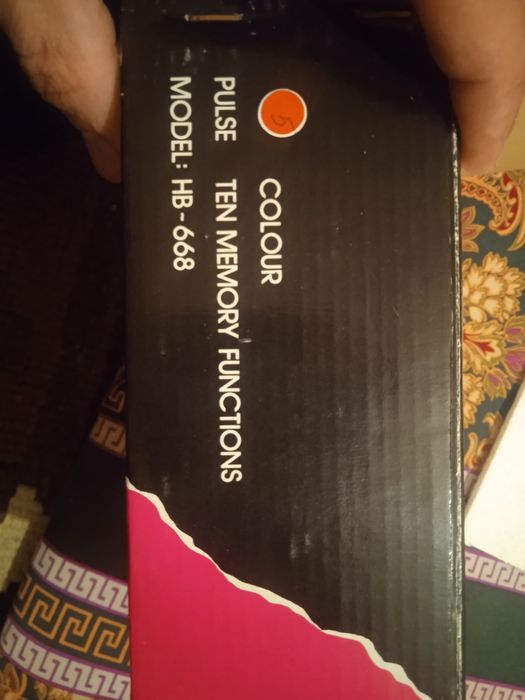 COLOUR
PULSE TEN MEMORY FUNCTIONS
MODEL: HB-668